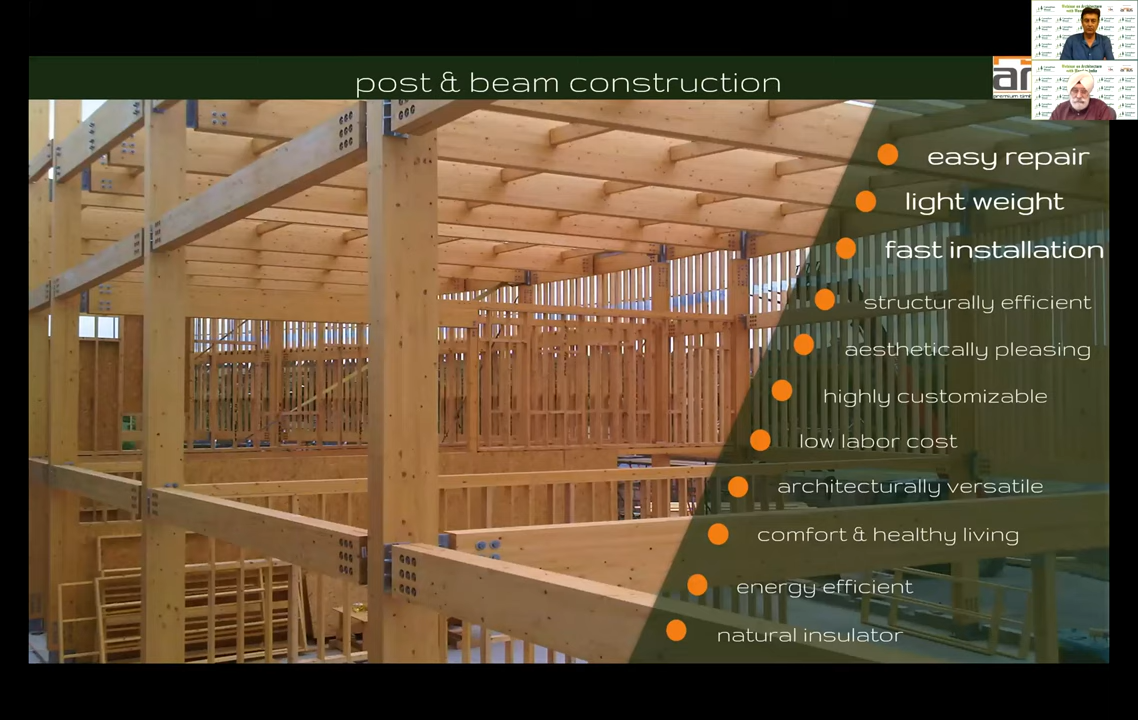 post & beam construction
easy repair
light weight
fast installation
structurally efficient
aesthetically pleasing
highly customizable
low labor cost
architecturally versatile
comfort & healthy living
energy efficient
natural insulator